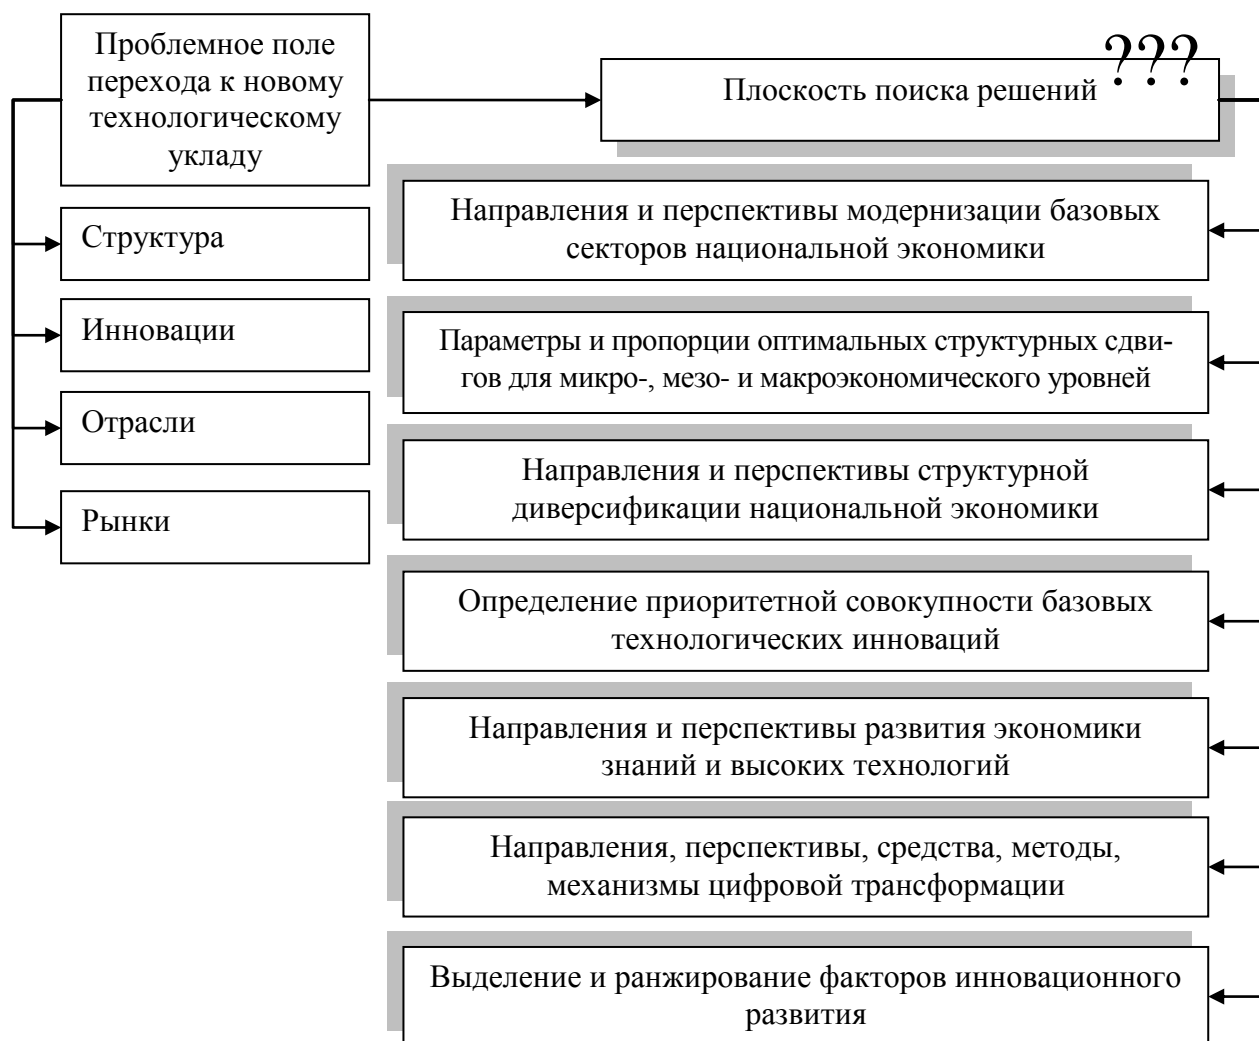 Проблемное поле
перехода к новому
технологическому
укладу
???
Плоскость поиска решений
Структура
Инновации
Отрасли
Рынки
Направления и перспективы модернизации базовых
секторов национальной экономики
Параметры и пропорции оптимальных структурных сдви-
гов для микро-, мезо- и макроэкономического уровней
Направления и перспективы структурной
диверсификации национальной экономики
Определение приоритетной совокупности базовых
технологических инноваций
Направления и перспективы развития экономики
знаний и высоких технологий
Направления, перспективы, средства, методы,
механизмы цифровой трансформации
Выделение и ранжирование факторов инновационного
развития